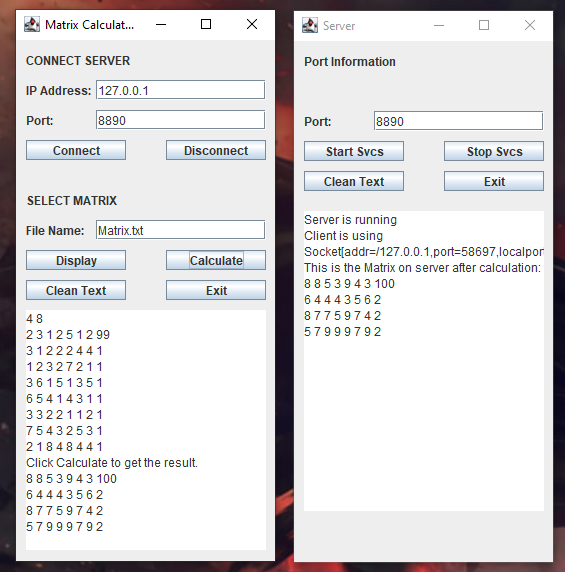 Matrix Calculat...
CONNECT SERVER
IP Address: 127.0.0.1
Port: 8890
Connect Disconnect
SELECT MATRIX
File Name: Matrix.txt
Display Calculate
Clean Text Exit
4 8
2 3 1 2 5 1 2 99
3 1 2 2 2 4 4 1
1 2 3 2 7 2 1 1
3 6 1 5 1 3 5 1
6 5 4 1 4 3 1 1
3 3 2 2 1 1 2 1
7 5 4 3 2 5 3 1
2 1 8 4 8 4 4 1
Click Calculate to get the result.
8 8 5 3 9 4 3 100
6 4 4 4 3 5 6 2
8 7 7 5 9 7 4 2
5 7 9 9 9 7 9 2
Server
Port Information
Port: 8890
Start Svcs Stop Svcs
Clean Text Exit
Server is running
Client is using
Socket[addr=/127.0.0.1,port=58697,localport
This is the Matrix on server after calculation:
8 8 5 3 9 4 3 100
6 4 4 4 3 5 6 2
8 7 7 5 9 7 4 2
5 7 9 9 9 7 9 2